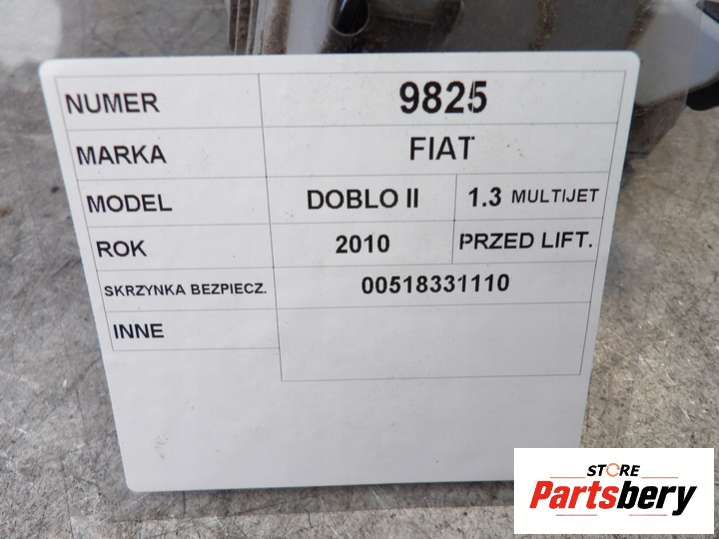 NUMER 9825
MARKA FIAT
MODEL DOBLO II 1.3 MULTIJET
ROK 2010 PRZED LIFT.
SKRZYNKA BEZPIECZ. 00518331110
INNE
STORE
Partsbery